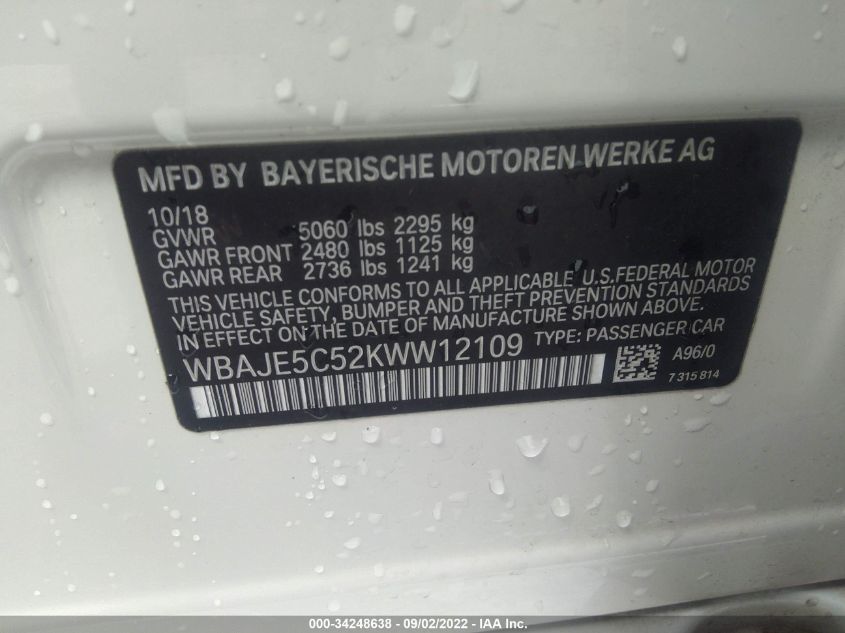 MFD BY BAYERISCHE MOTOREN WERKE AG
10/18
GVWR 5060 lbs 2295 kg
GAWR FRONT 2480 lbs 1125 kg
GAWR REAR 2736 lbs 1241 kg
THIS VEHICLE CONFORMS TO ALL APPLICABLE U.S.FEDERAL MOTOR
VEHICLE SAFETY, BUMPER AND THEFT PREVENTION STANDARDS
IN EFFECT ON THE DATE OF MANUFACTURE SHOWN ABOVE.
WBAJE5C52KWW12109 TYPE: PASSENGER CAR
A96/0
7 315 814
000-34248638 - 09/02/2022 - IAA Inc.